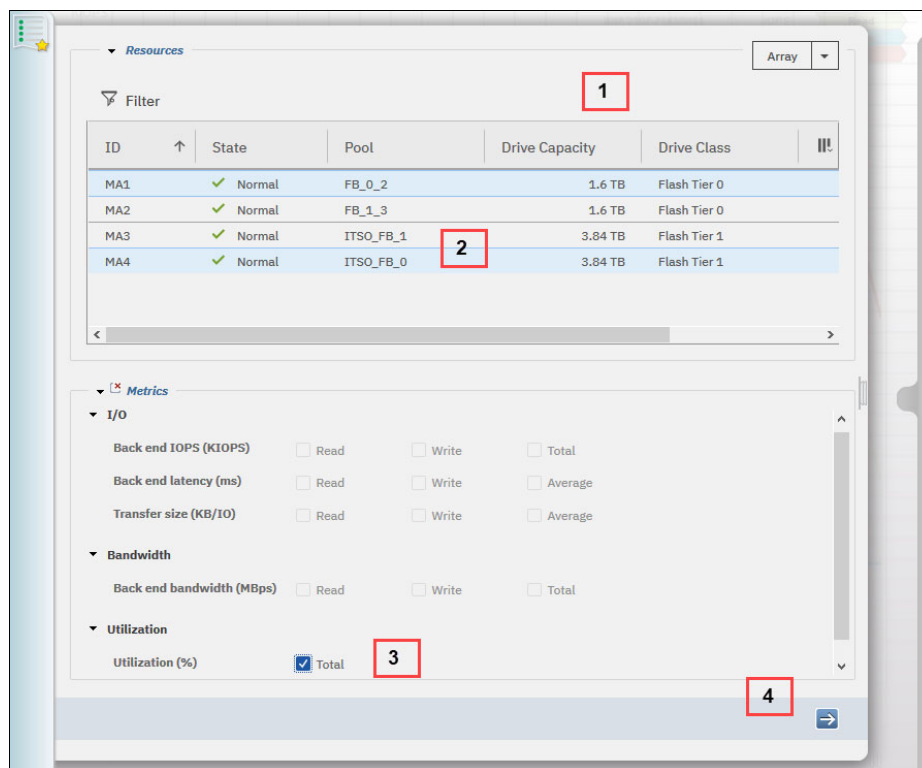 Resources
Array
1
Filter
ID State Pool Drive Capacity Drive Class
MA1 Normal FB_0_2 1.6 TB Flash Tier 0
MA2 Normal FB_1_3 1.6 TB Flash Tier 0
MA3 Normal ITSO_FB_1 3.84 TB Flash Tier 1
2
MA4 Normal ITSO_FB_0 3.84 TB Flash Tier 1
Metrics
I/O
Back end IOPS (KIOPS) Read Write Total
Back end latency (ms) Read Write Average
Transfer size (KB/IO) Read Write Average
Bandwidth
Back end bandwidth (MBps) Read Write Total
Utilization
Utilization (%) Total 3
4